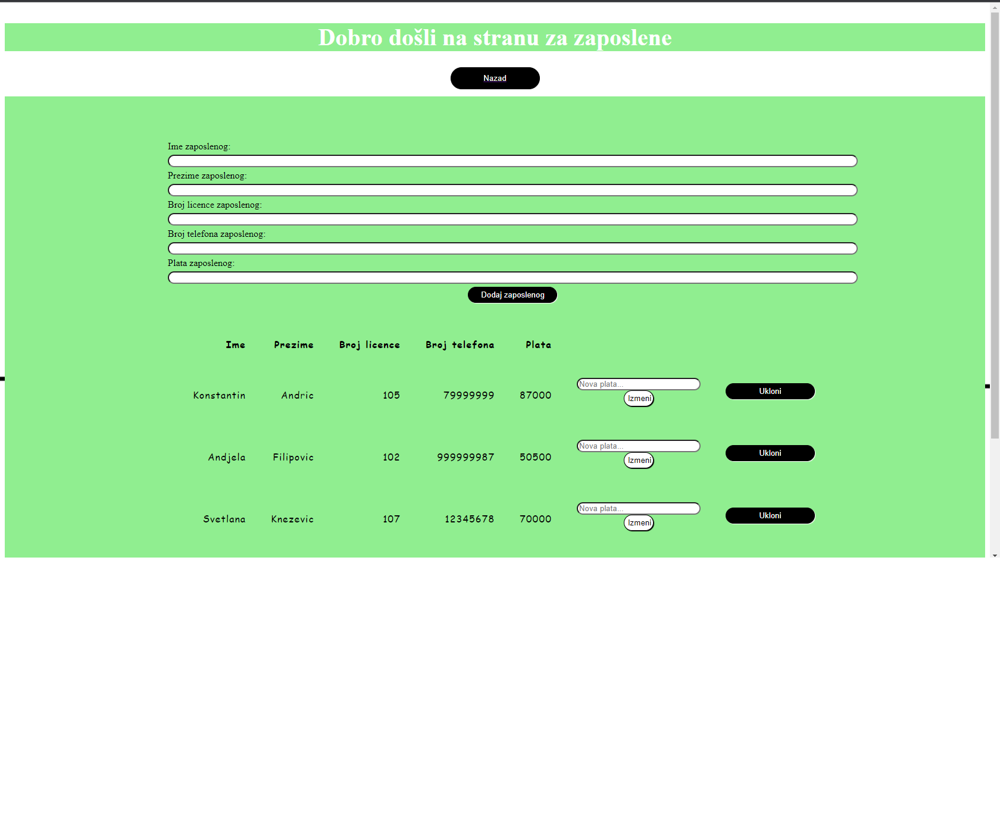 Dobro došli na stranu za zaposlene
Nazad
Ime zaposlenog:
Prezime zaposlenog:
Broj licence zaposlenog:
Broj telefona zaposlenog:
Plata zaposlenog:
Dodaj zaposlenog
Ime Prezime Broj licence Broj telefona Plata
Konstantin Andric 105 79999999 87000 Nova plata... Izmeni Ukloni
Andjela Filipovic 102 999999987 50500 Nova plata... Izmeni Ukloni
Svetlana Knezevic 107 12345678 70000 Nova plata... Izmeni Ukloni